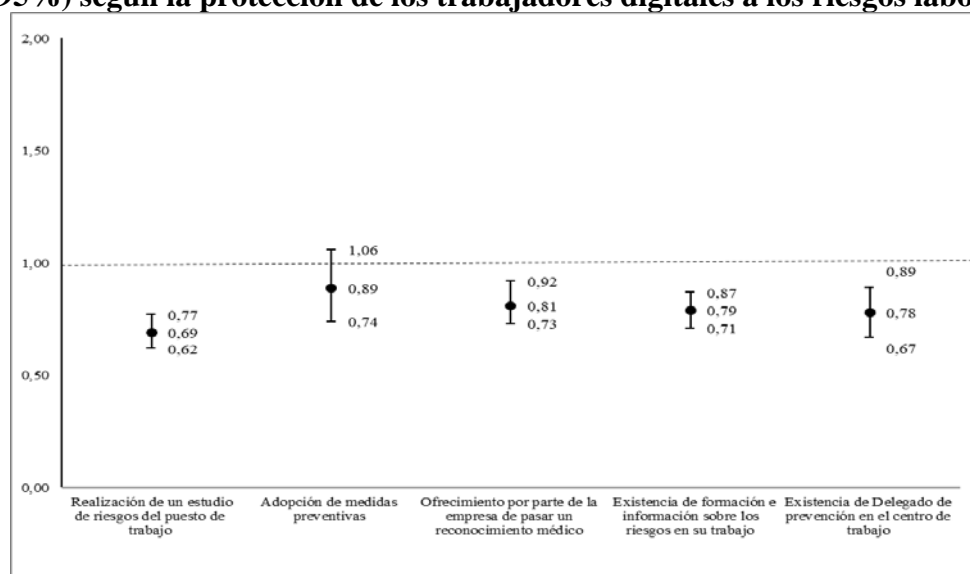 95%) según la protección de los trabajadores digitales a los riesgos labo
2,00
1,50
1,00
0,50
0,00
0,77
0,69
0,62
1,06
0,89
0,74
0,92
0,81
0,73
0,87
0,79
0,71
0,89
0,78
0,67
Realización de un estudio
de riesgos del puesto de
trabajo
Adopción de medidas
preventivas
Ofrecimiento por parte de la
empresa de pasar un
reconocimiento médico
Existencia de formación e
información sobre los
riesgos en su trabajo
Existencia de Delegado de
prevención en el centro de
trabajo